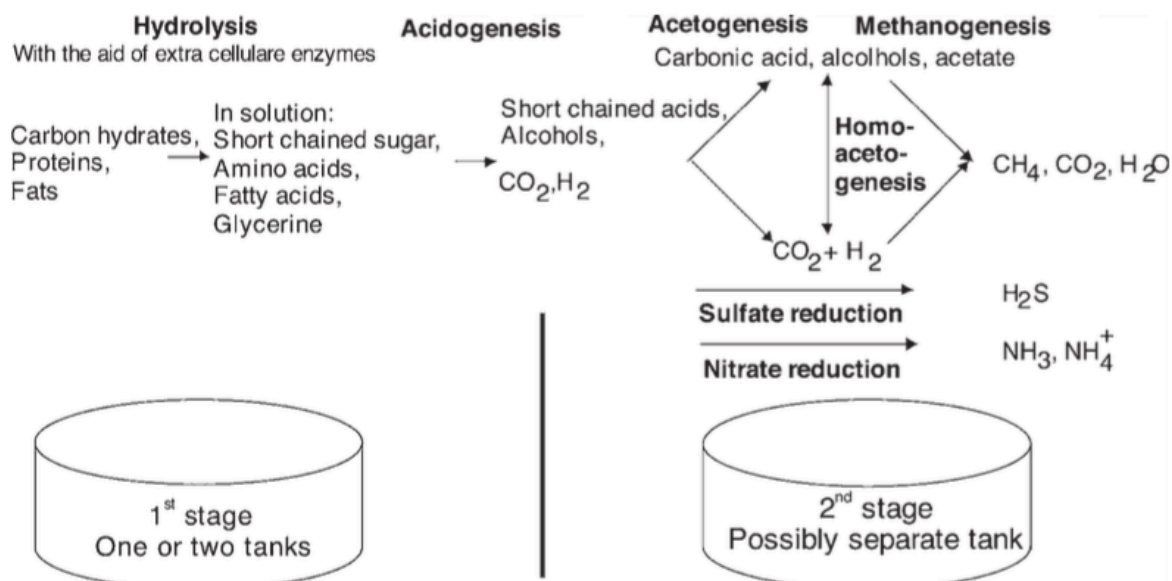 Hydrolysis
With the aid of extra cellulare enzymes
Acidogenesis
Acetogenesis
Methanogenesis
Carbonic acid, alcolhols, acetate
Carbon hydrates,
Proteins,
Fats
In solution:
Short chained sugar,
Amino acids,
Fatty acids,
Glycerine
Short chained acids,
Alcohols,
CO₂,H₂
Homo-
aceto-
genesis
CO₂+ H₂
CH₄, CO₂, H₂O
Sulfate reduction
H₂S
Nitrate reduction
NH₃, NH₄⁺
1st stage
One or two tanks
2nd stage
Possibly separate tank